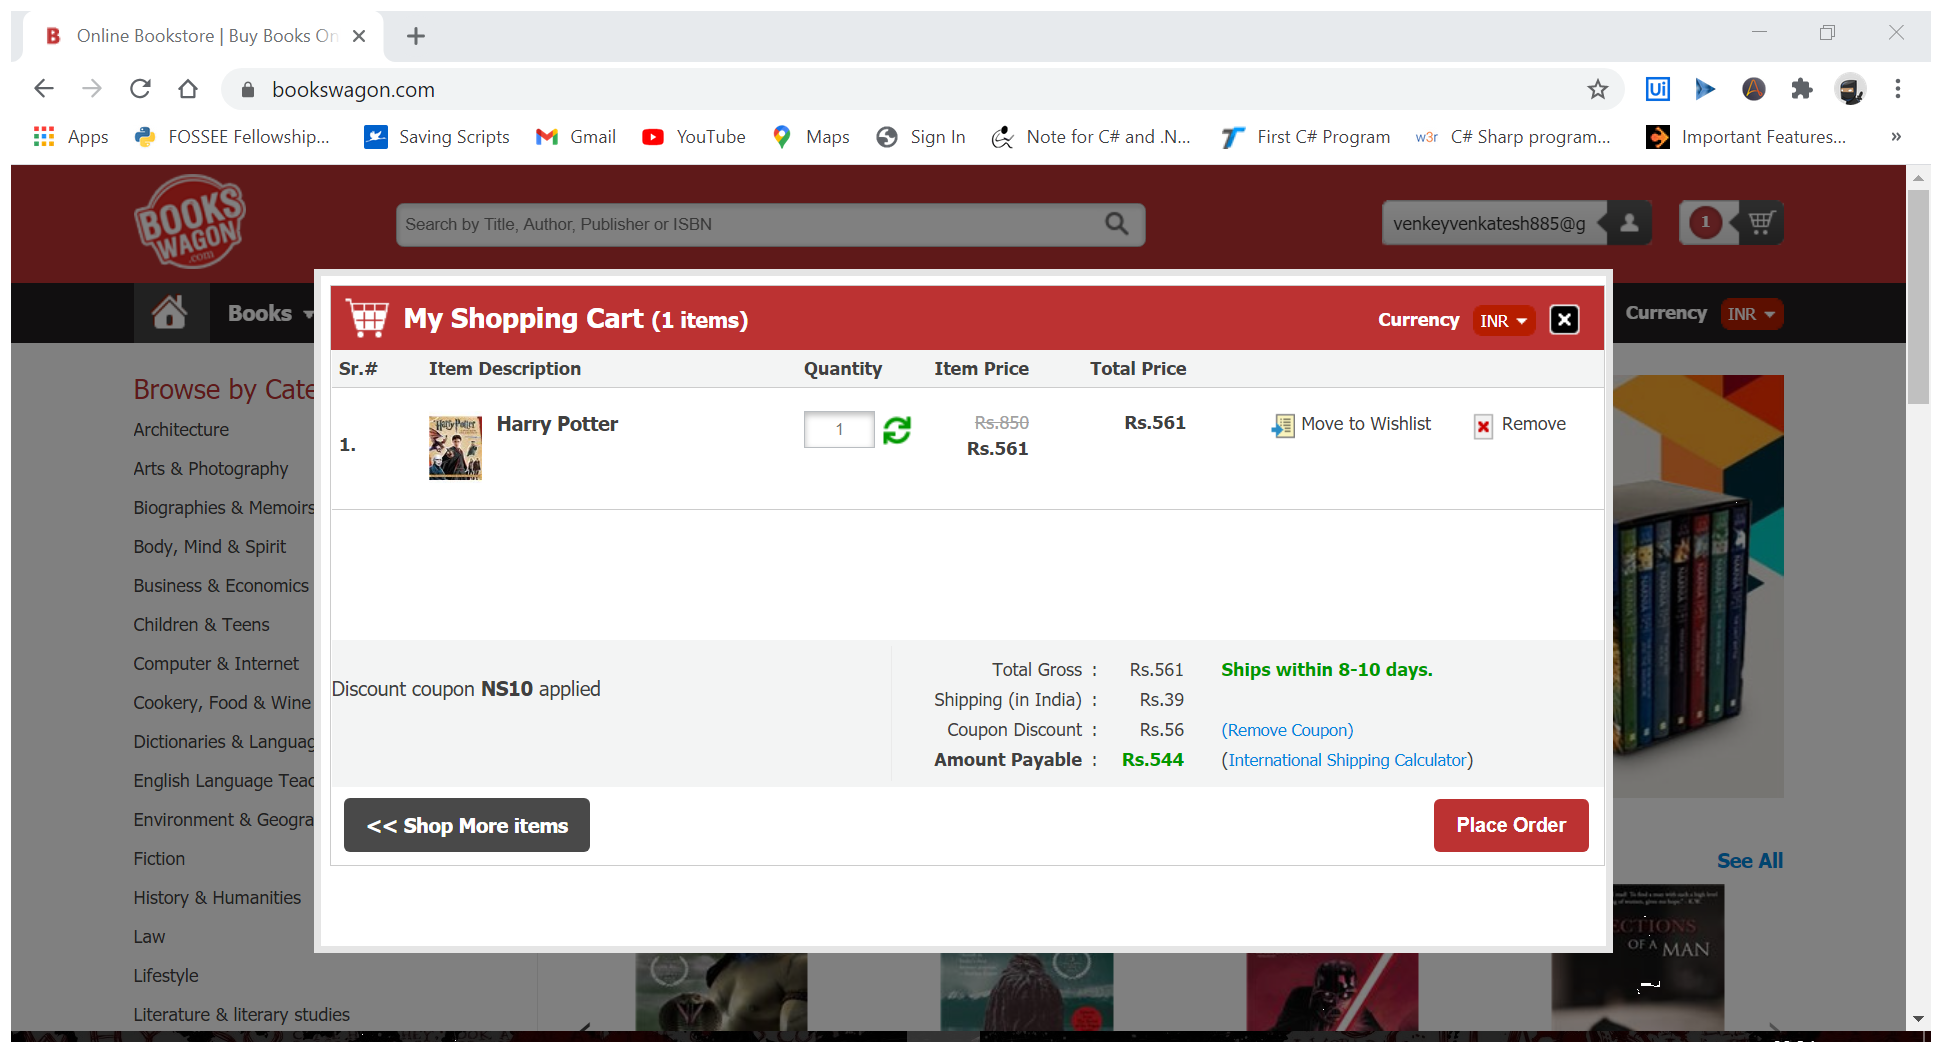 Online Bookstore | Buy Books On
bookswagon.com
Ui
Apps
FOSSEE Fellowship...
Saving Scripts
Gmail
YouTube
Maps
Sign In
Note for C# and .N...
First C# Program
w3r
C# Sharp program...
Important Features...
»
BOOKS
WAGON
.com
Search by Title, Author, Publisher or ISBN
venkeyvenkatesh885@g
1
Books
Currency INR
My Shopping Cart (1 items)
Currency INR
Sr.# Item Description Quantity Item Price Total Price
1. Harry Potter 1 Rs.850 Rs.561 Move to Wishlist Remove
Rs.561
Discount coupon NS10 applied
Total Gross : Rs.561 Ships within 8-10 days.
Shipping (in India) : Rs.39
Coupon Discount : Rs.56 (Remove Coupon)
Amount Payable : Rs.544 (International Shipping Calculator)
<< Shop More items
Place Order
Browse by Cate
Architecture
Arts & Photography
Biographies & Memoirs
Body, Mind & Spirit
Business & Economics
Children & Teens
Computer & Internet
Cookery, Food & Wine
Dictionaries & Languag
English Language Teac
Environment & Geogra
Fiction
History & Humanities
Law
Lifestyle
Literature & literary studies
See All
ECTIONS
OF A MAN